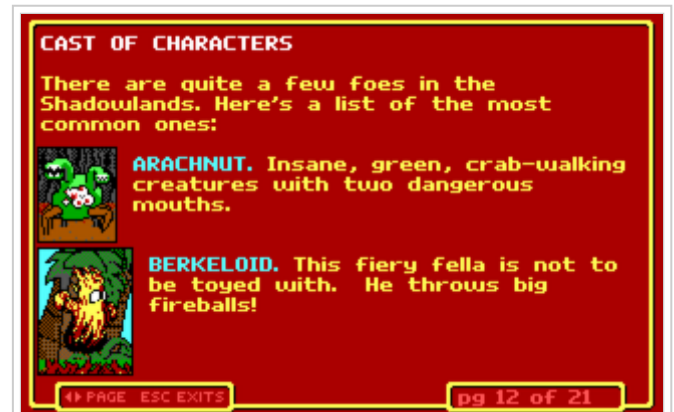 CAST OF CHARACTERS
There are quite a few foes in the
Shadowlands. Here's a list of the most
common ones:
ARACHNUT. Insane, green, crab-walking
creatures with two dangerous
mouths.
BERKELOID. This fiery fella is not to
be toyed with.  He throws big
fireballs!
◄► PAGE  ESC EXITS
pg 12 of 21